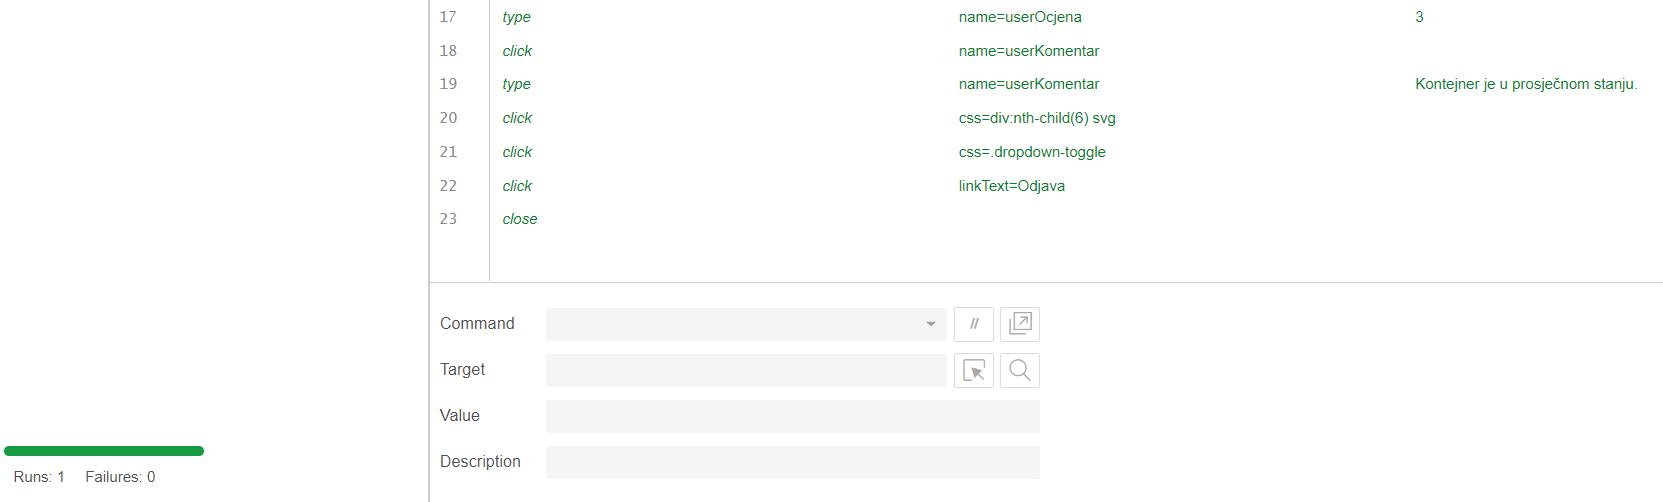 17 type name=userOcjena 3
18 click name=userKomentar
19 type name=userKomentar Kontejner je u prosječnom stanju.
20 click css=div:nth-child(6) svg
21 click css=.dropdown-toggle
22 click linkText=Odjava
23 close
Command //
Target
Value
Description
Runs: 1 Failures: 0